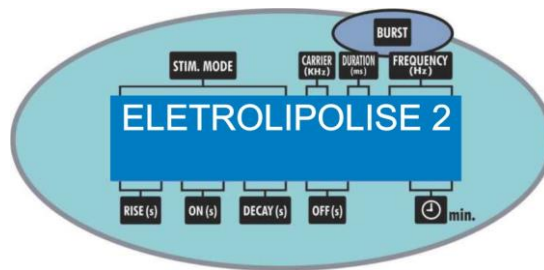 BURST
STIM. MODE
CARRIER (KHz)
DURATION (ms)
FREQUENCY (Hz)
ELETROLIPOLISE 2
RISE (s)
ON (s)
DECAY (s)
OFF (s)
min.